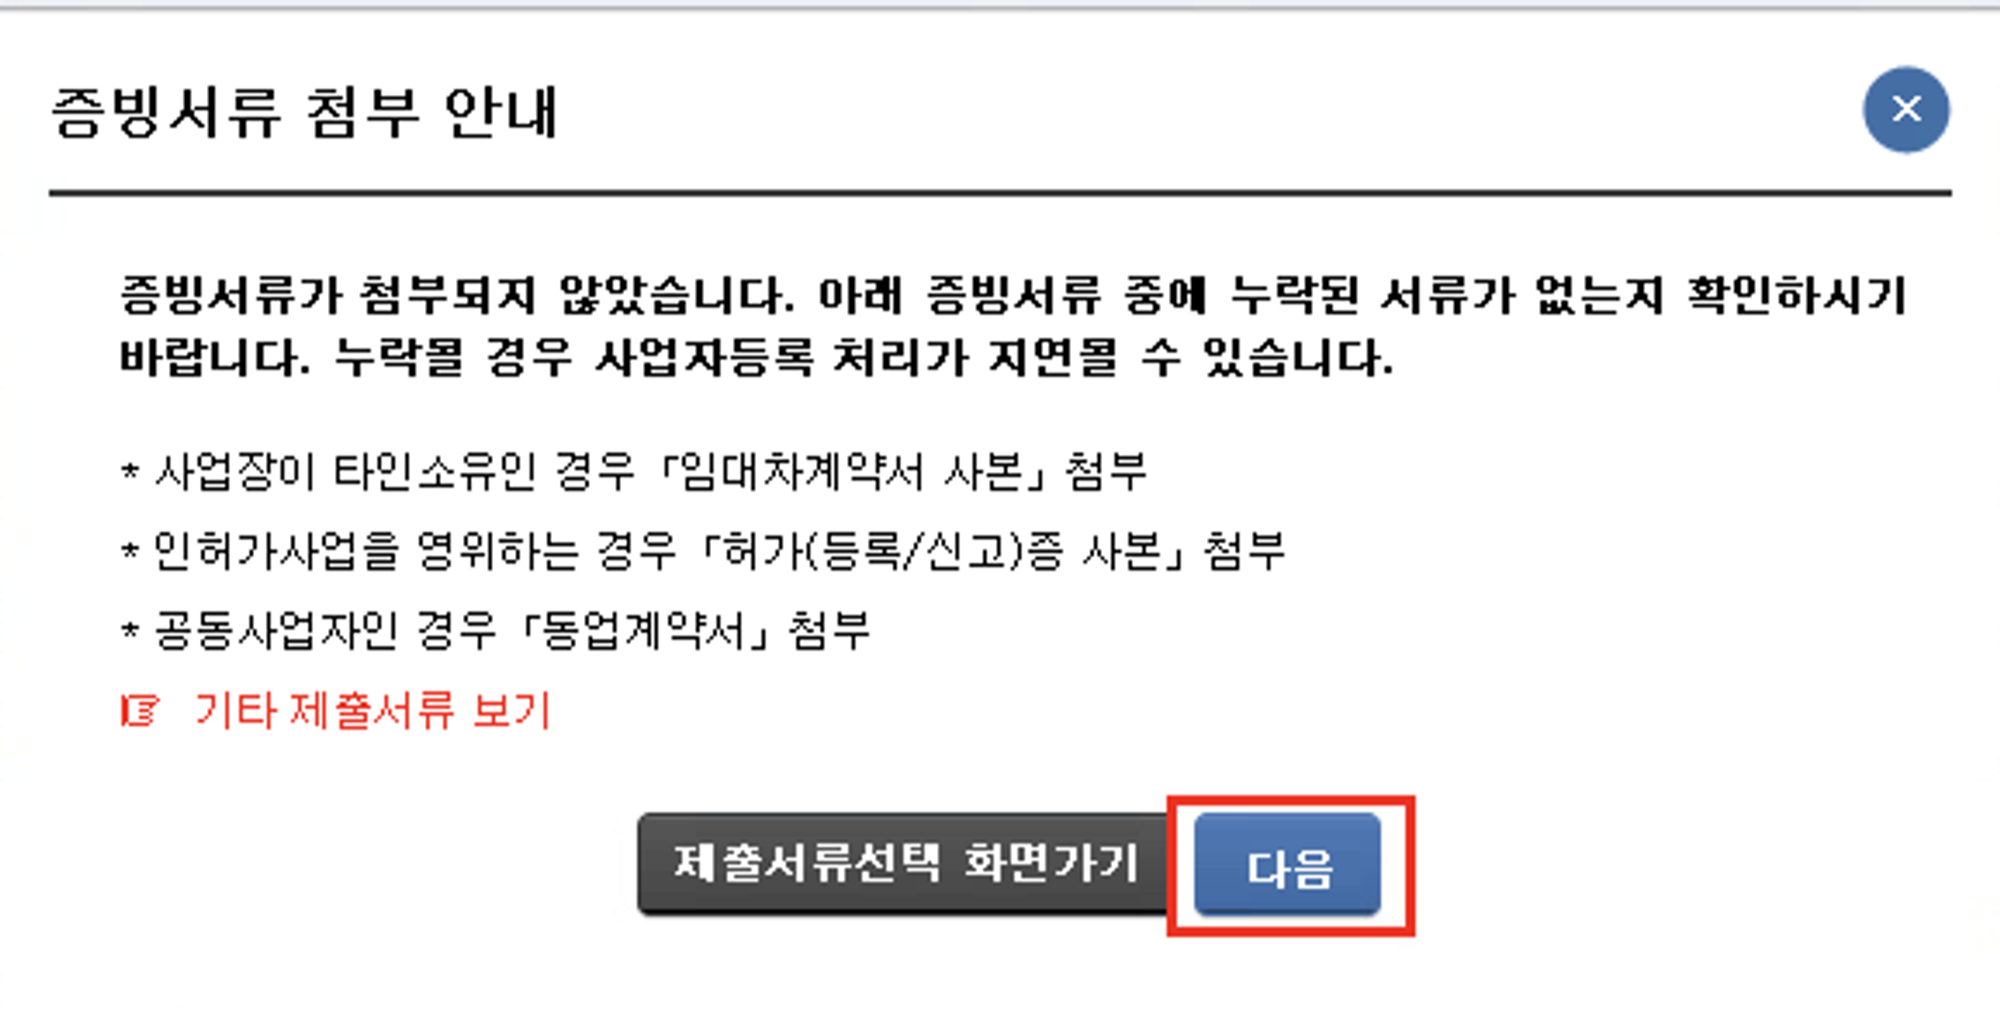 증빙서류 첨부 안내
증빙서류가 첨부되지 않았습니다. 아래 증빙서류 중에 누락된 서류가 없는지 확인하시기
바랍니다. 누락될 경우 사업자등록 처리가 지연될 수 있습니다.
* 사업장이 타인소유인 경우 「임대차계약서 사본」 첨부
* 인허가사업을 영위하는 경우 「허가(등록/신고)증 사본」 첨부
* 공동사업자인 경우 「동업계약서」 첨부
☞ 기타 제출서류 보기
제출서류선택 화면가기
다음